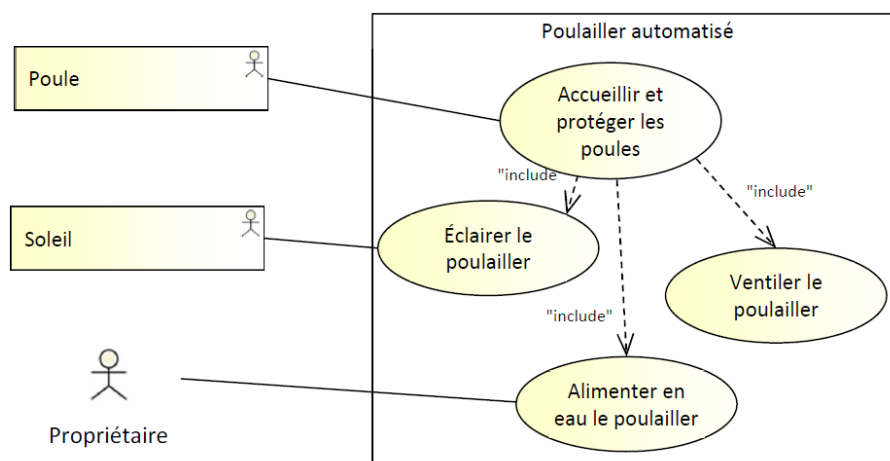 Poulailler automatisé
Poule
Accueillir et
protéger les
poules
"include
"include"
Soleil
Éclairer le
poulailler
Ventiler le
poulailler
"include"
Alimenter en
eau le poulailler
Propriétaire